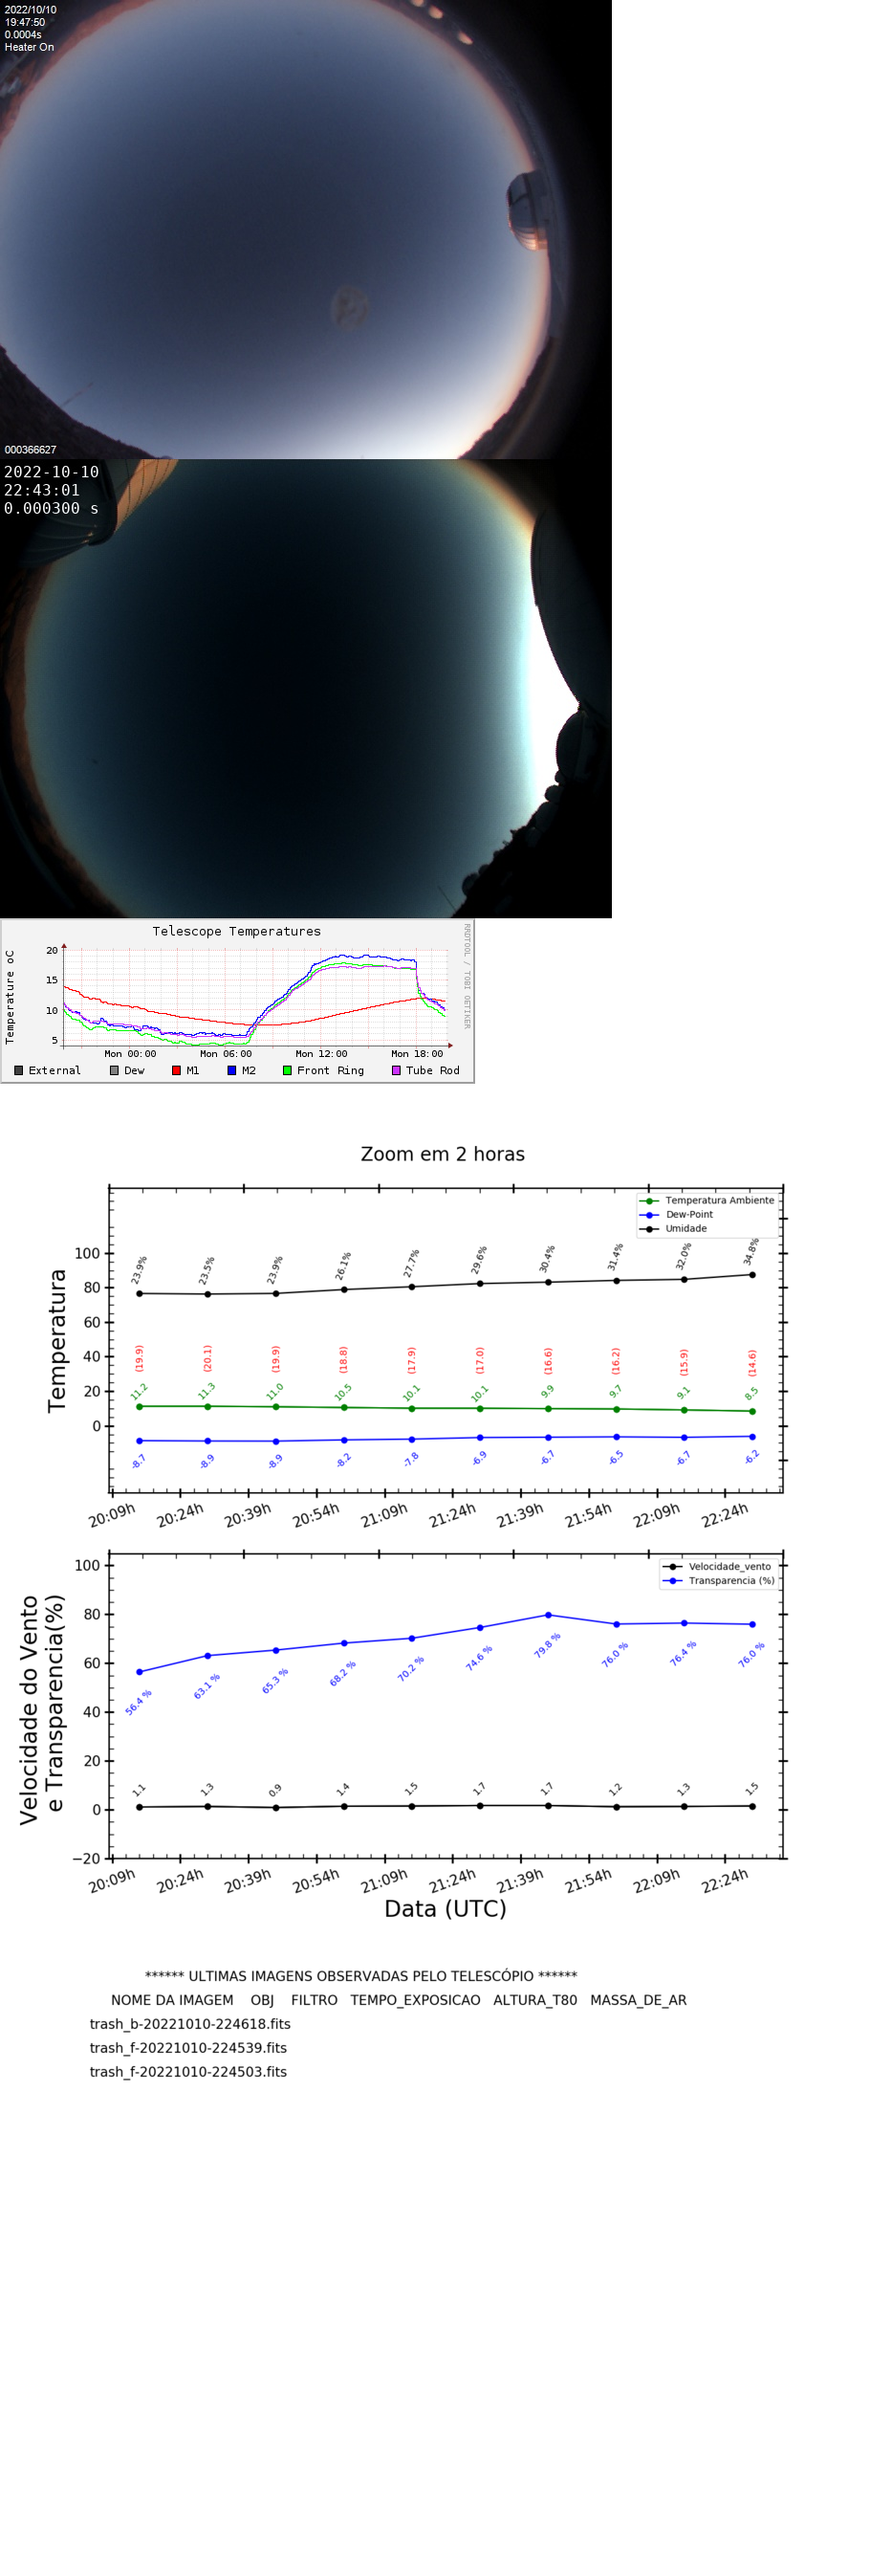 2022/10/10
19:47:50
0.0004s
Heater On
000366627
2022-10-10
22:43:01
0.000300 s
Telescope Temperatures
RRDTOOL / TOBI OETIKER
Temperature oC
20
15
10
5
Mon 00:00 Mon 06:00 Mon 12:00 Mon 18:00
External Dew M1 M2 Front Ring Tube Rod
Zoom em 2 horas
Temperatura Ambiente
Dew-Point
Umidade
Temperatura
100
80
60
40
20
0
23.9% 23.5% 23.9% 26.1% 27.7% 29.6% 30.4% 31.4% 32.0% 34.8%
(19.9) (20.1) (19.9) (18.8) (17.9) (17.0) (16.6) (16.2) (15.9) (14.6)
11.2 11.3 11.0 10.5 10.1 10.1 9.9 9.7 9.1 8.5
-8.7 -8.9 -8.9 -8.2 -7.8 -6.9 -6.7 -6.5 -6.7 -6.2
20:09h 20:24h 20:39h 20:54h 21:09h 21:24h 21:39h 21:54h 22:09h 22:24h
Velocidade_vento
Transparencia (%)
Velocidade do Vento
e Transparencia(%)
100
80
60
40
20
0
−20
56.4 % 63.1 % 65.3 % 68.2 % 70.2 % 74.6 % 79.8 % 76.0 % 76.4 % 76.0 %
1.1 1.3 0.9 1.4 1.5 1.7 1.7 1.2 1.3 1.5
20:09h 20:24h 20:39h 20:54h 21:09h 21:24h 21:39h 21:54h 22:09h 22:24h
Data (UTC)
****** ULTIMAS IMAGENS OBSERVADAS PELO TELESCÓPIO ******
NOME DA IMAGEM OBJ FILTRO TEMPO_EXPOSICAO ALTURA_T80 MASSA_DE_AR
trash_b-20221010-224618.fits
trash_f-20221010-224539.fits
trash_f-20221010-224503.fits